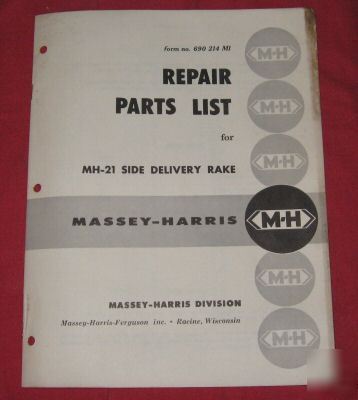 form no. 690 214 MI
M-H
REPAIR
PARTS LIST
M-H
for
M-H
MH-21 SIDE DELIVERY RAKE
MASSEY-HARRIS
M-H
M-H
MASSEY-HARRIS DIVISION
Massey-Harris-Ferguson inc. • Racine, Wisconsin
M-H